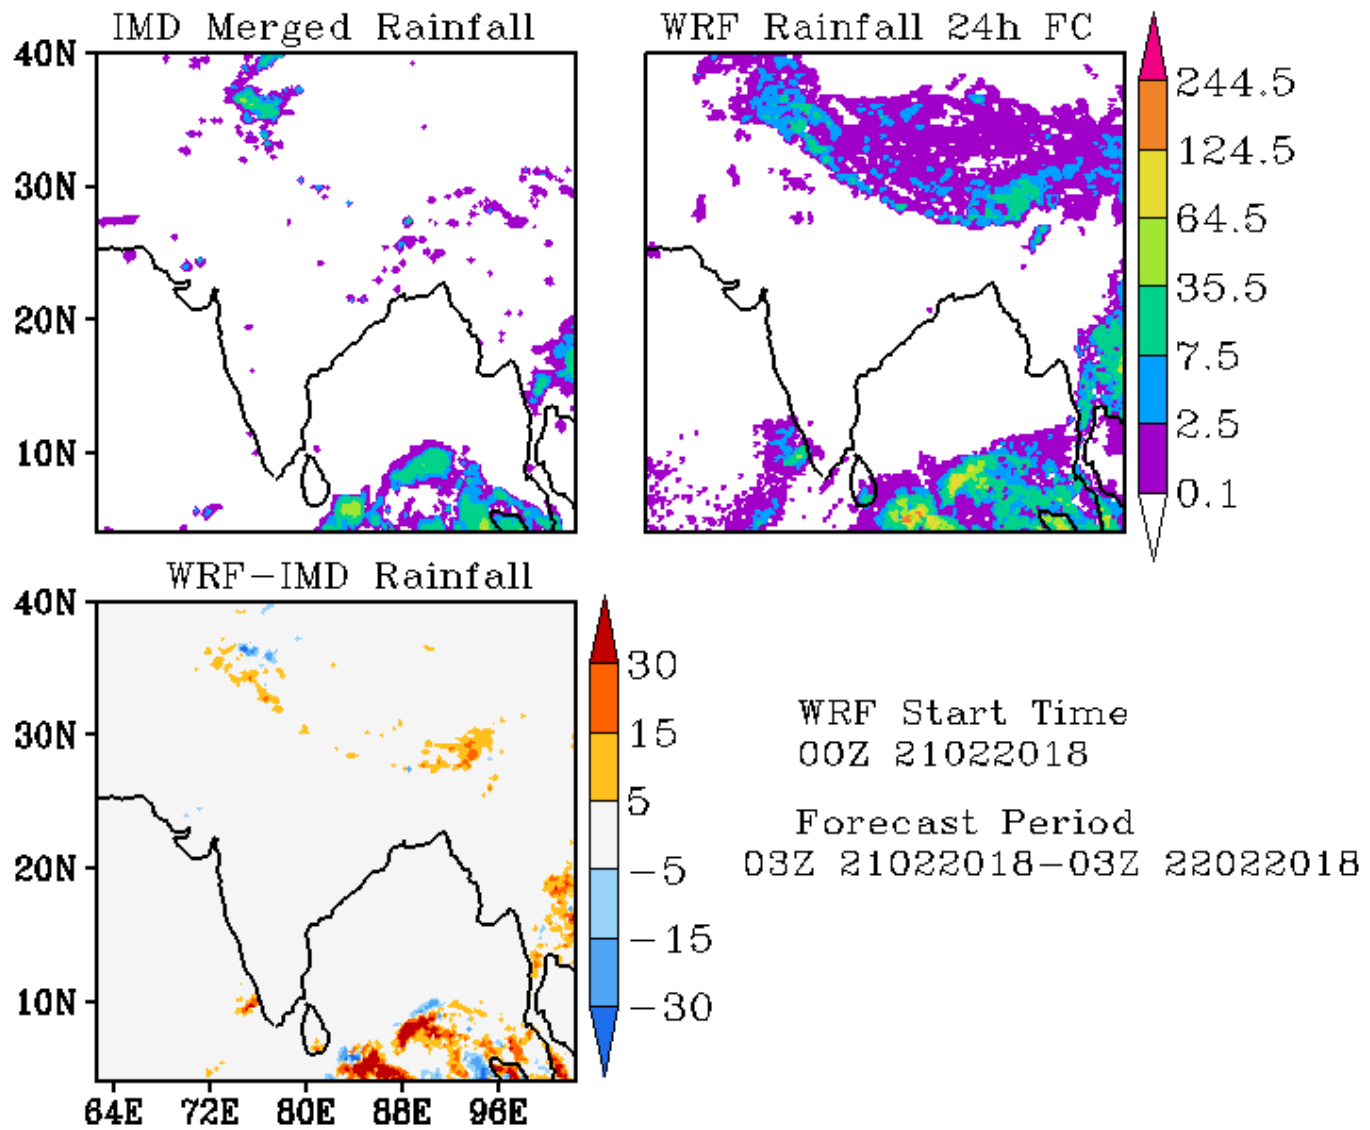 IMD Merged Rainfall
WRF Rainfall 24h FC
40N
30N
20N
10N
244.5
124.5
64.5
35.5
7.5
2.5
0.1
WRF-IMD Rainfall
40N
30N
20N
10N
64E 72E 80E 88E 96E
30
15
5
-5
-15
-30
WRF Start Time
00Z 21022018
Forecast Period
03Z 21022018-03Z 22022018